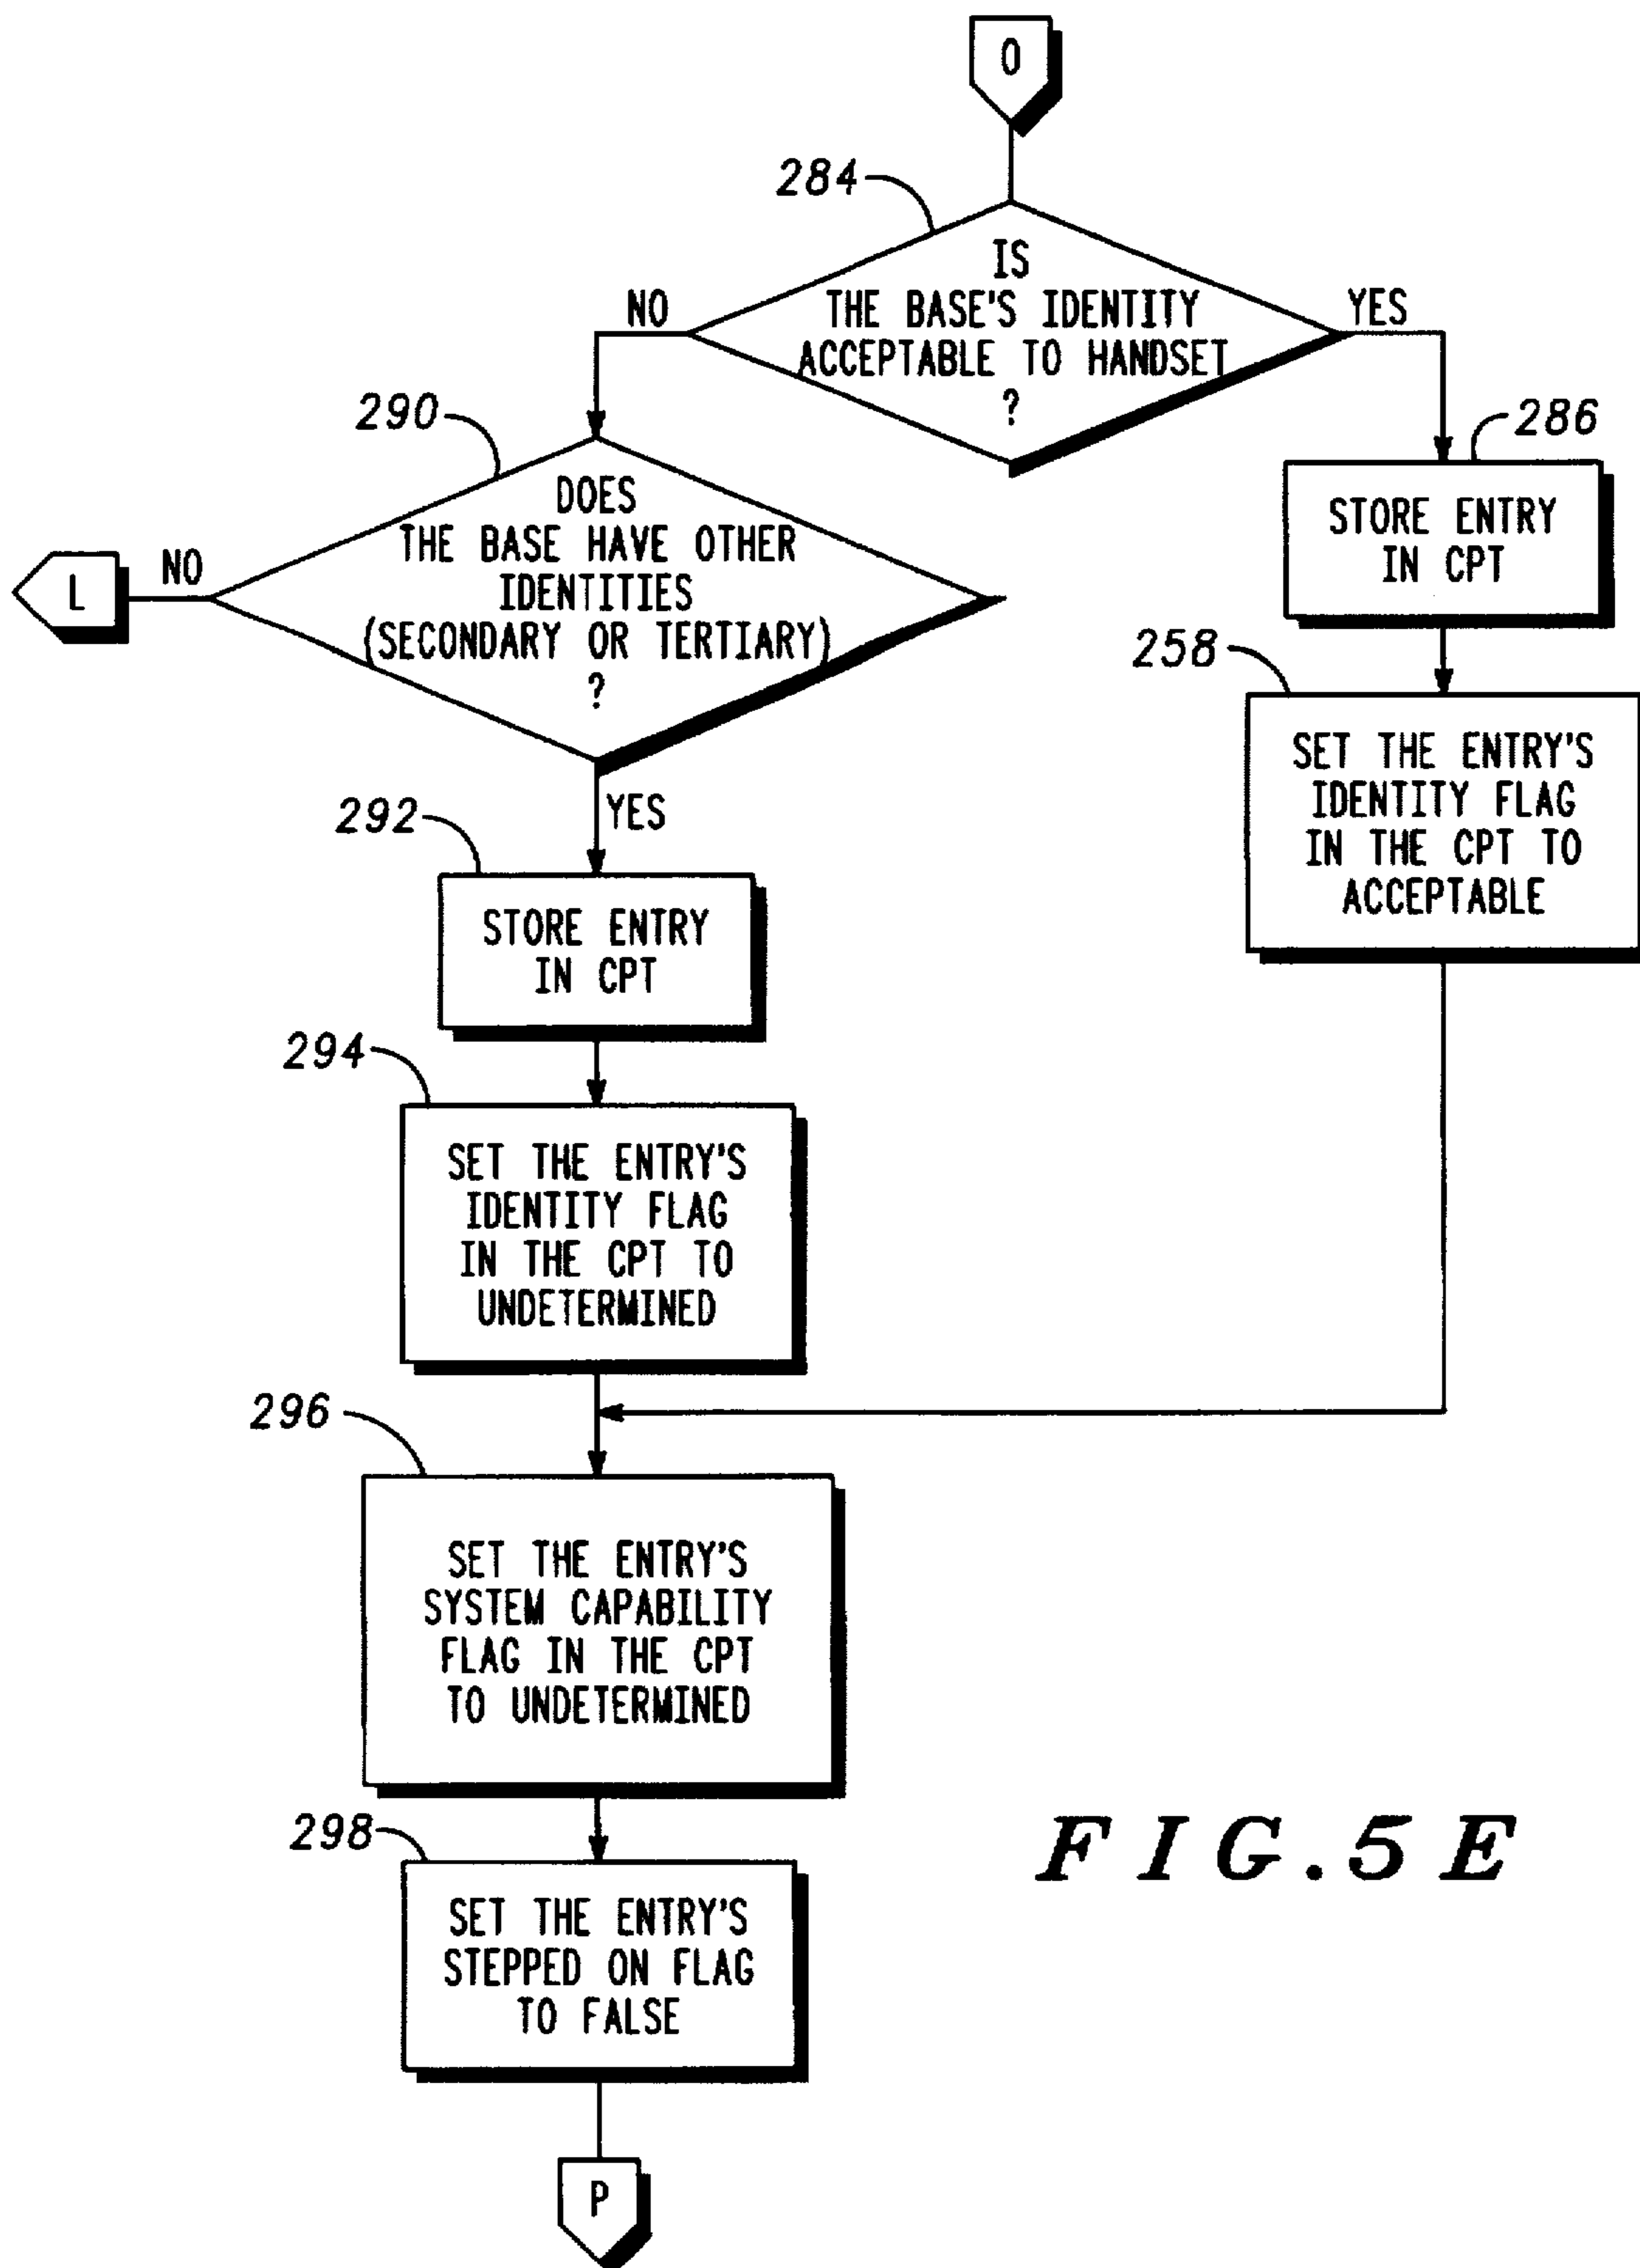 O
284
IS
THE BASE'S IDENTITY
ACCEPTABLE TO HANDSET
?
NO
YES
290
286
DOES
THE BASE HAVE OTHER
IDENTITIES
(SECONDARY OR TERTIARY)
?
STORE ENTRY
IN CPT
L
NO
258
YES
SET THE ENTRY'S
IDENTITY FLAG
IN THE CPT TO
ACCEPTABLE
292
STORE ENTRY
IN CPT
294
SET THE ENTRY'S
IDENTITY FLAG
IN THE CPT TO
UNDETERMINED
296
SET THE ENTRY'S
SYSTEM CAPABILITY
FLAG IN THE CPT
TO UNDETERMINED
298
SET THE ENTRY'S
STEPPED ON FLAG
TO FALSE
FIG.5E
P